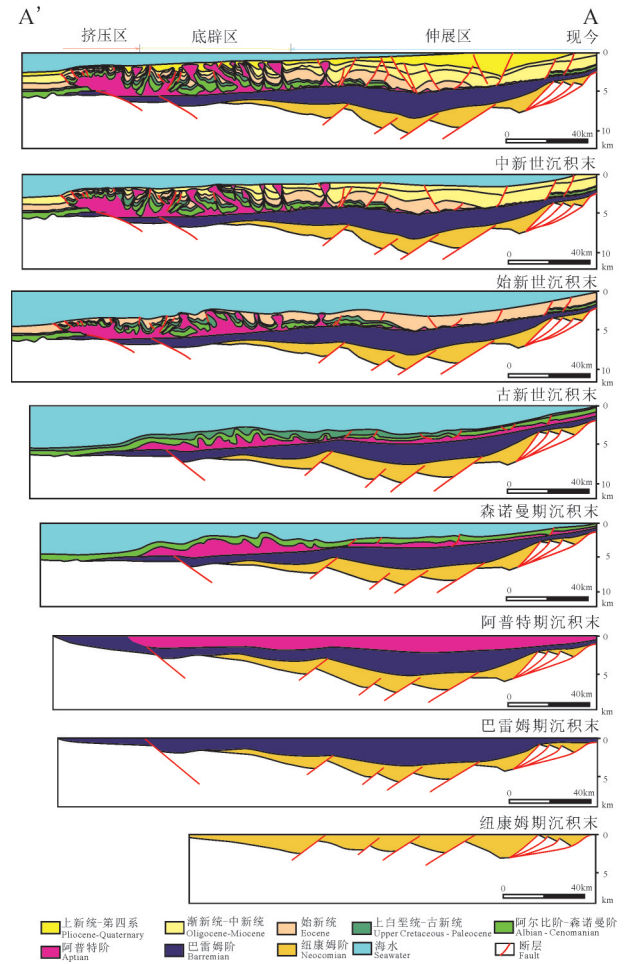 A' A
挤压区 底辟区 伸展区 现今
0
5
10
km
0 40km
中新世沉积末
0
5
10
km
0 40km
始新世沉积末
0
5
10
km
0 40km
古新世沉积末
0
5
10
km
0 40km
森诺曼期沉积末
0
5
10
km
0 40km
阿普特期沉积末
0
5
km
0 40km
巴雷姆期沉积末
0
5
km
0 40km
纽康姆期沉积末
0
5
km
上新统-第四系 渐新统-中新统 始新统 上白垩统-古新统 阿尔比阶-森诺曼阶
Pliocene-Quaternary Oligocene-Miocene Eocene Upper Cretaceous - Paleocene Albian - Cenomanian
阿普特阶 巴雷姆阶 纽康姆阶 海水 断层
Aptian Barremian Neocomian Seawater Fault